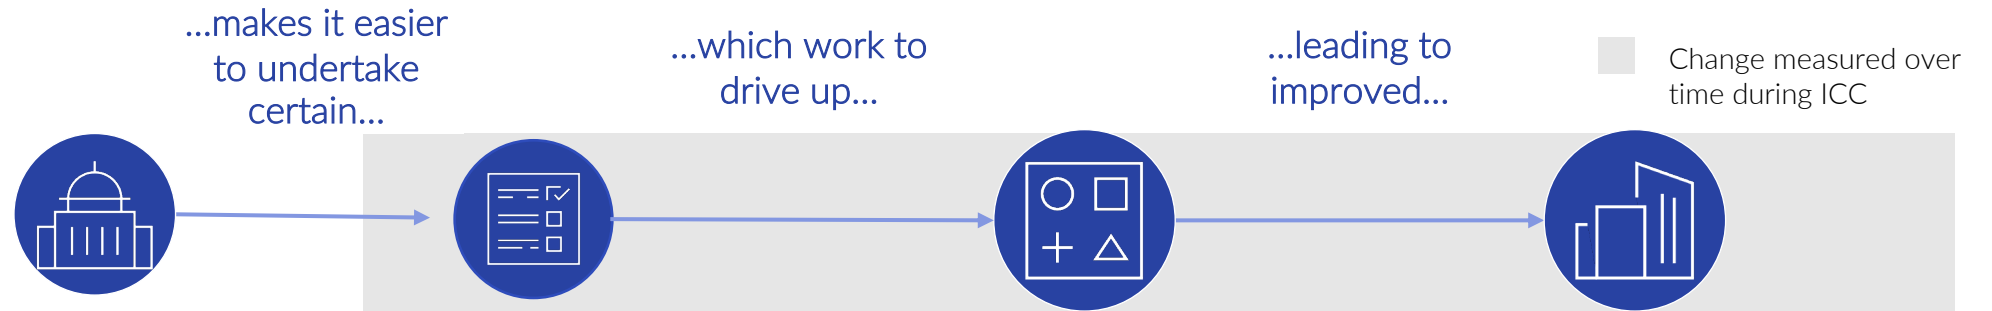 ...makes it easier
to undertake
certain...
...which work to
drive up...
...leading to
improved...
Change measured over
time during ICC